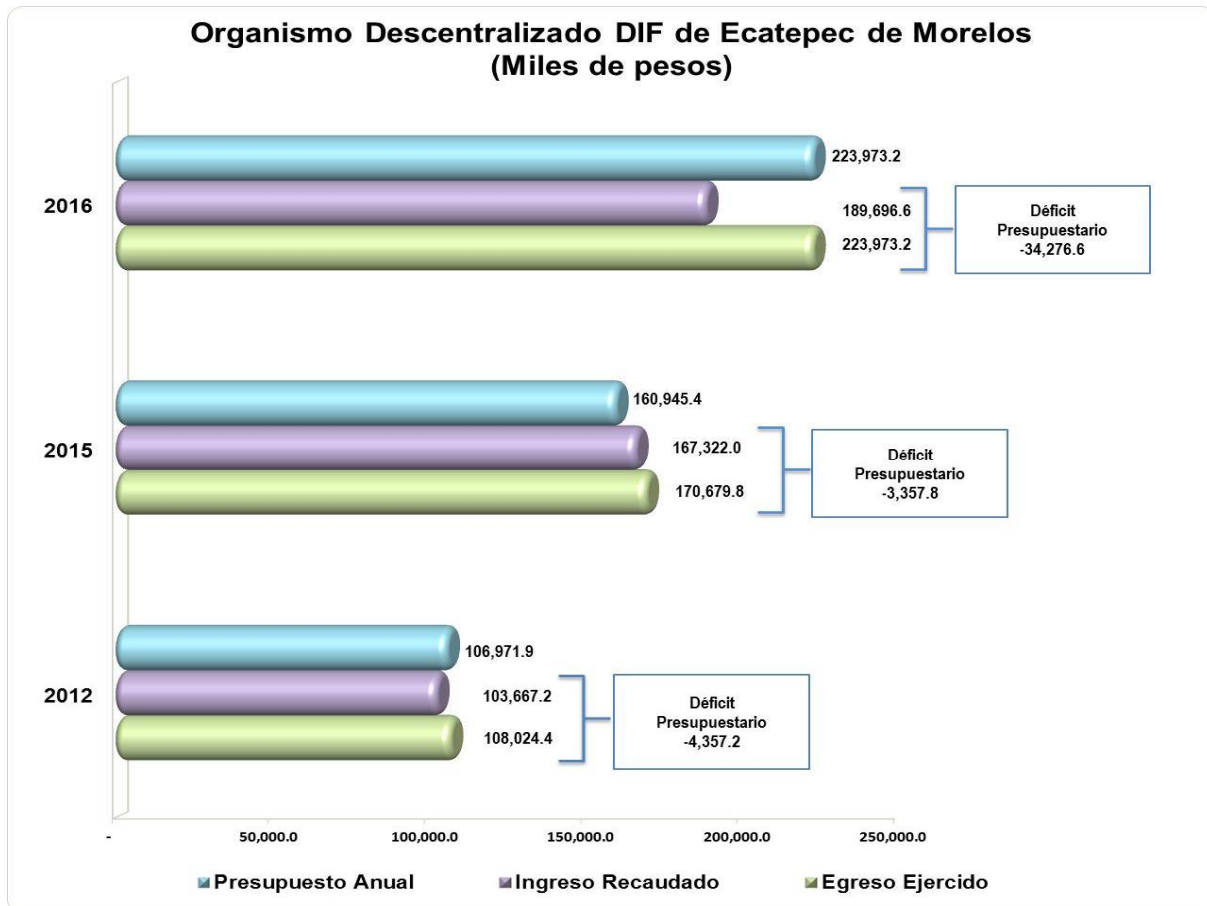 Organismo Descentralizado DIF de Ecatepec de Morelos
(Miles de pesos)
223,973.2
2016
189,696.6
223,973.2
Déficit
Presupuestario
-34,276.6
160,945.4
2015
167,322.0
170,679.8
Déficit
Presupuestario
-3,357.8
106,971.9
2012
103,667.2
108,024.4
Déficit
Presupuestario
-4,357.2
- 50,000.0 100,000.0 150,000.0 200,000.0 250,000.0
Presupuesto Anual Ingreso Recaudado Egreso Ejercido